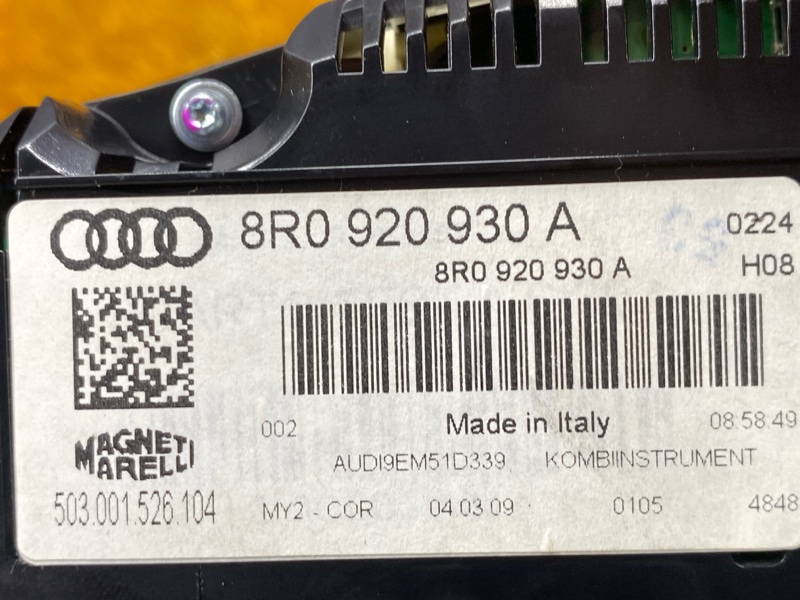 8R0 920 930 A 0224
8R0 920 930 A H08
002 Made in Italy 08:58:49
MAGNETI
MARELLI
AUDI9EM51D339 KOMBIINSTRUMENT
503.001.526.104 MY2 - COR 04 03 09 0105 4848